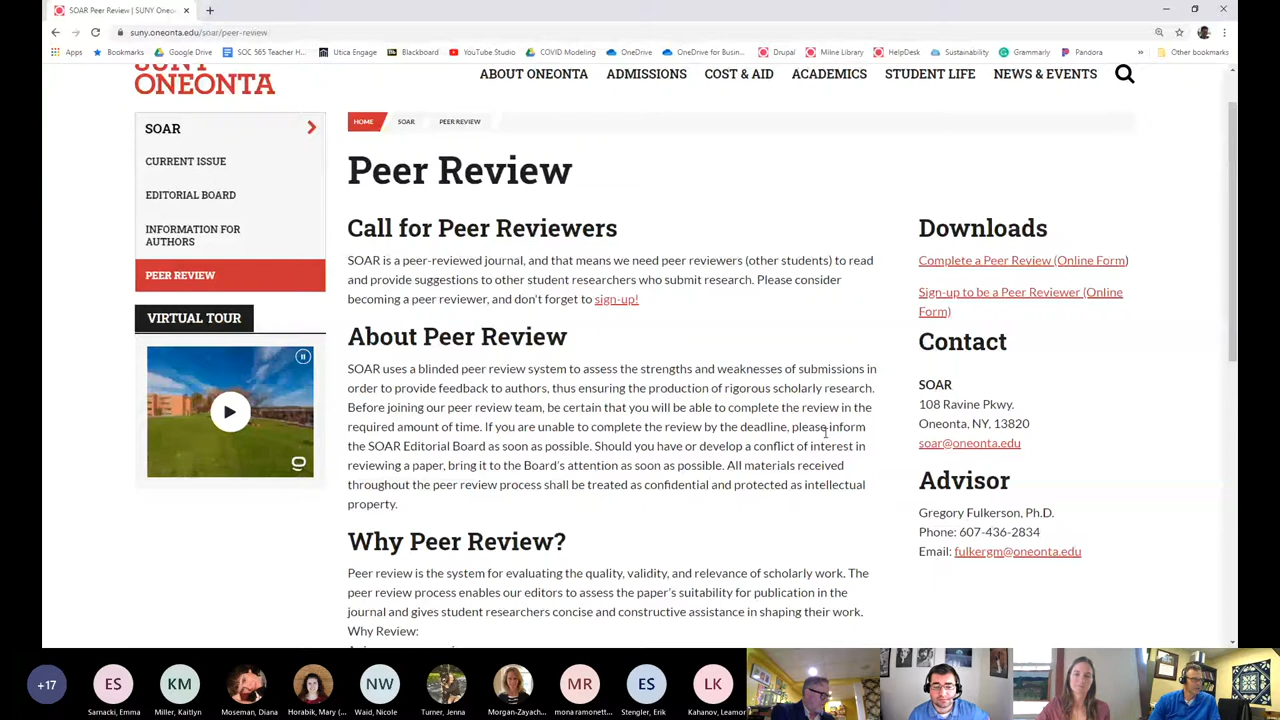 SOAR Peer Review | SUNY Oneo
suny.oneonta.edu/soar/peer-review
Apps
Bookmarks
Google Drive
SOC 565 Teacher H...
Utica Engage
Blackboard
YouTube Studio
COVID Modeling
OneDrive
OneDrive for Busin...
Drupal
Milne Library
HelpDesk
Sustainability
Grammarly
Pandora
»
Other bookmarks
SUNY
ONEONTA
ABOUT ONEONTA
ADMISSIONS
COST & AID
ACADEMICS
STUDENT LIFE
NEWS & EVENTS
SOAR
CURRENT ISSUE
EDITORIAL BOARD
INFORMATION FOR
AUTHORS
PEER REVIEW
VIRTUAL TOUR
HOME
SOAR
PEER REVIEW
Peer Review
Call for Peer Reviewers
SOAR is a peer-reviewed journal, and that means we need peer reviewers (other students) to read
and provide suggestions to other student researchers who submit research. Please consider
becoming a peer reviewer, and don't forget to sign-up!
About Peer Review
SOAR uses a blinded peer review system to assess the strengths and weaknesses of submissions in
order to provide feedback to authors, thus ensuring the production of rigorous scholarly research.
Before joining our peer review team, be certain that you will be able to complete the review in the
required amount of time. If you are unable to complete the review by the deadline, please inform
the SOAR Editorial Board as soon as possible. Should you have or develop a conflict of interest in
reviewing a paper, bring it to the Board's attention as soon as possible. All materials received
throughout the peer review process shall be treated as confidential and protected as intellectual
property.
Why Peer Review?
Peer review is the system for evaluating the quality, validity, and relevance of scholarly work. The
peer review process enables our editors to assess the paper's suitability for publication in the
journal and gives student researchers concise and constructive assistance in shaping their work.
Why Review:
Downloads
Complete a Peer Review (Online Form)
Sign-up to be a Peer Reviewer (Online
Form)
Contact
SOAR
108 Ravine Pkwy.
Oneonta, NY, 13820
soar@oneonta.edu
Advisor
Gregory Fulkerson, Ph.D.
Phone: 607-436-2834
Email: fulkergm@oneonta.edu
+17
ES
Sarnacki, Emma
KM
Miller, Kaitlyn
Moseman, Diana
Horabik, Mary (
NW
Waid, Nicole
Turner, Jenna
Morgan-Zayach...
MR
mona ramonett...
ES
Stengler, Erik
LK
Kahanov, Leamor